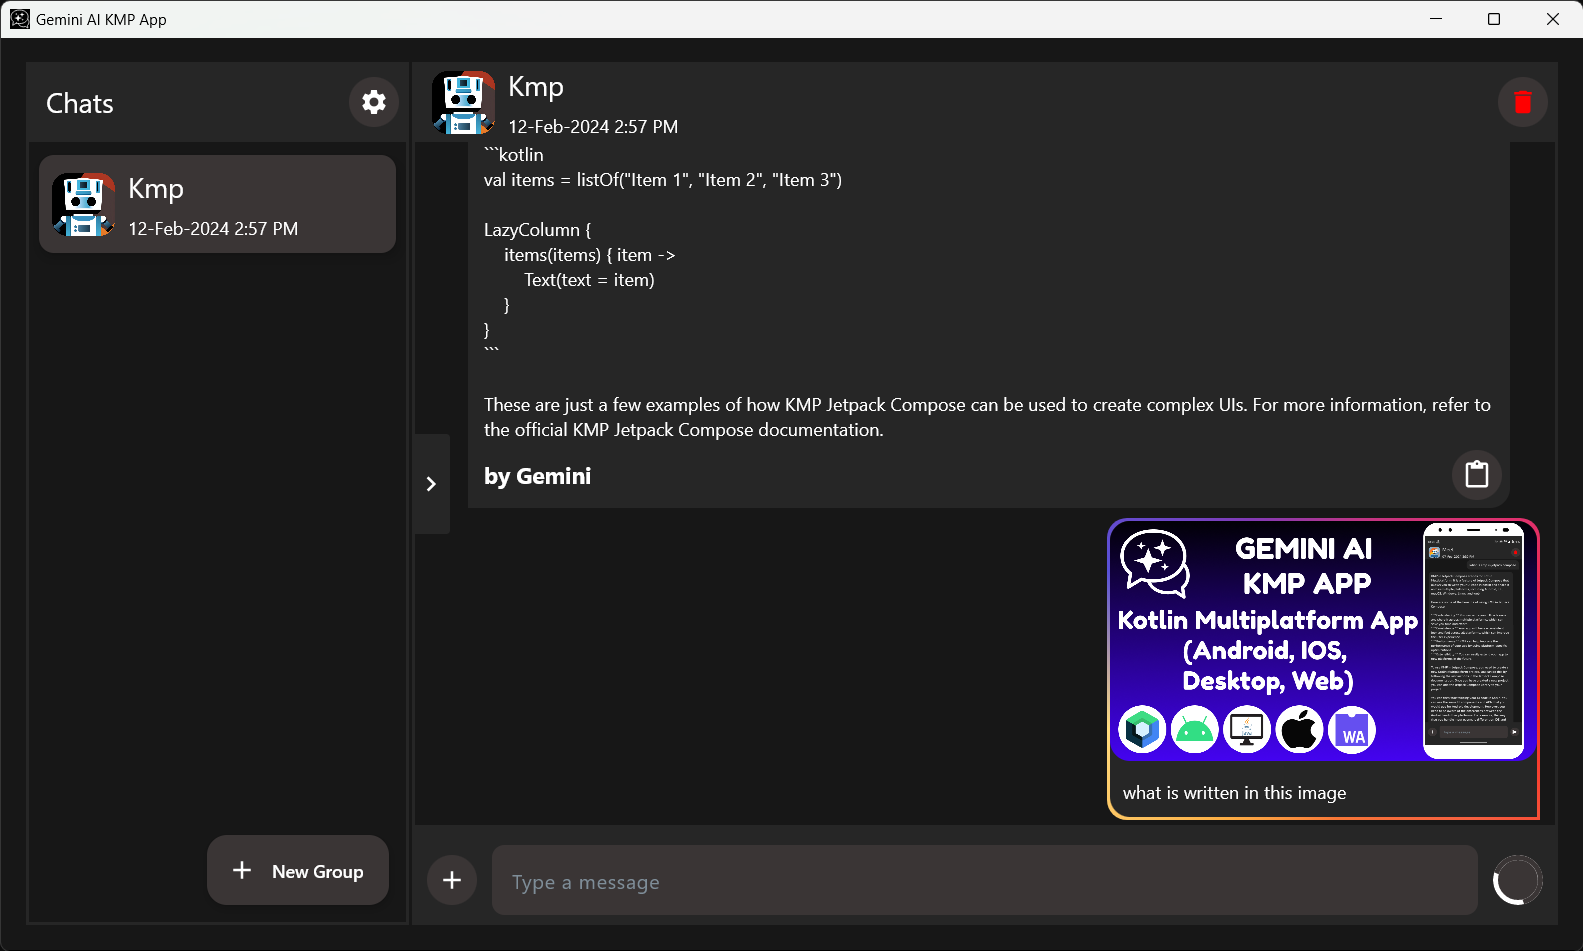 Gemini AI KMP App
Chats
Kmp
12-Feb-2024 2:57 PM
New Group
Kmp
12-Feb-2024 2:57 PM
```kotlin
val items = listOf("Item 1", "Item 2", "Item 3")
LazyColumn {
items(items) { item ->
Text(text = item)
}
}
```
These are just a few examples of how KMP Jetpack Compose can be used to create complex UIs. For more information, refer to
the official KMP Jetpack Compose documentation.
by Gemini
GEMINI AI
KMP APP
Kotlin Multiplatform App
(Android, IOS,
Desktop, Web)
WA
what is written in this image
Type a message